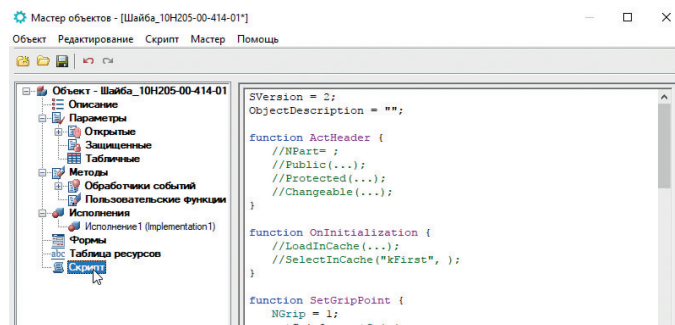 Мастер объектов - [Шайба_10Н205-00-414-01*]
Объект Редактирование Скрипт Мастер Помощь
Объект - Шайба_10Н205-00-414-01
Описание
Параметры
Открытые
Защищенные
Табличные
Методы
Обработчики событий
Пользовательские функции
Исполнения
Исполнение1 (Implementation1)
Формы
abc Таблица ресурсов
Скрипт
SVersion = 2;
ObjectDescription = "";
function ActHeader {
//NPart= ;
//Public(...);
//Protected(...);
//Changeable(...);
}
function OnInitialization {
//LoadInCache(...);
//SelectInCache("kFirst", );
}
function SetGripPoint {
NGrip = 1;